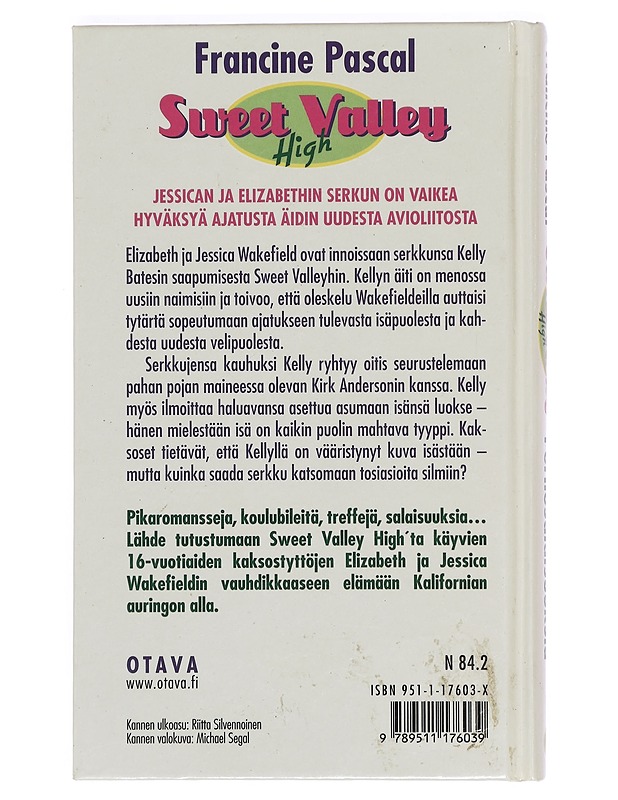 Francine Pascal
Sweet Valley
High
JESSICAN JA ELIZABETHIN SERKUN ON VAIKEA
HYVÄKSYÄ AJATUSTA ÄIDIN UUDESTA AVIOLIITOSTA
Elizabeth ja Jessica Wakefield ovat innoissaan serkkunsa Kelly
Batesin saapumisesta Sweet Valleyhin. Kellyn äiti on menossa
uusiin naimisiin ja toivoo, että oleskelu Wakefieldeilla auttaisi
tytärtä sopeutumaan ajatukseen tulevasta isäpuolesta ja kah-
desta uudesta velipuolesta.
Serkkujensa kauhuksi Kelly ryhtyy oitis seurustelemaan
pahan pojan maineessa olevan Kirk Andersonin kanssa. Kelly
myös ilmoittaa haluavansa asettua asumaan isänsä luokse –
hänen mielestään isä on kaikin puolin mahtava tyyppi. Kak-
soset tietävät, että Kellyllä on vääristynyt kuva isästään –
mutta kuinka saada serkku katsomaan tosiasioita silmiin?
Pikaromansseja, koulubileitä, treffejä, salaisuuksia...
Lähde tutustumaan Sweet Valley High´ta käyvien
16-vuotiaiden kaksostyttöjen Elizabeth ja Jessica
Wakefieldin vauhdikkaaseen elämään Kalifornian
auringon alla.
OTAVA
www.otava.fi
N 84.2
ISBN 951-1-17603-X
Kannen ulkoasu: Riitta Silvennoinen
Kannen valokuva: Michael Segal
9 789511 176039
High